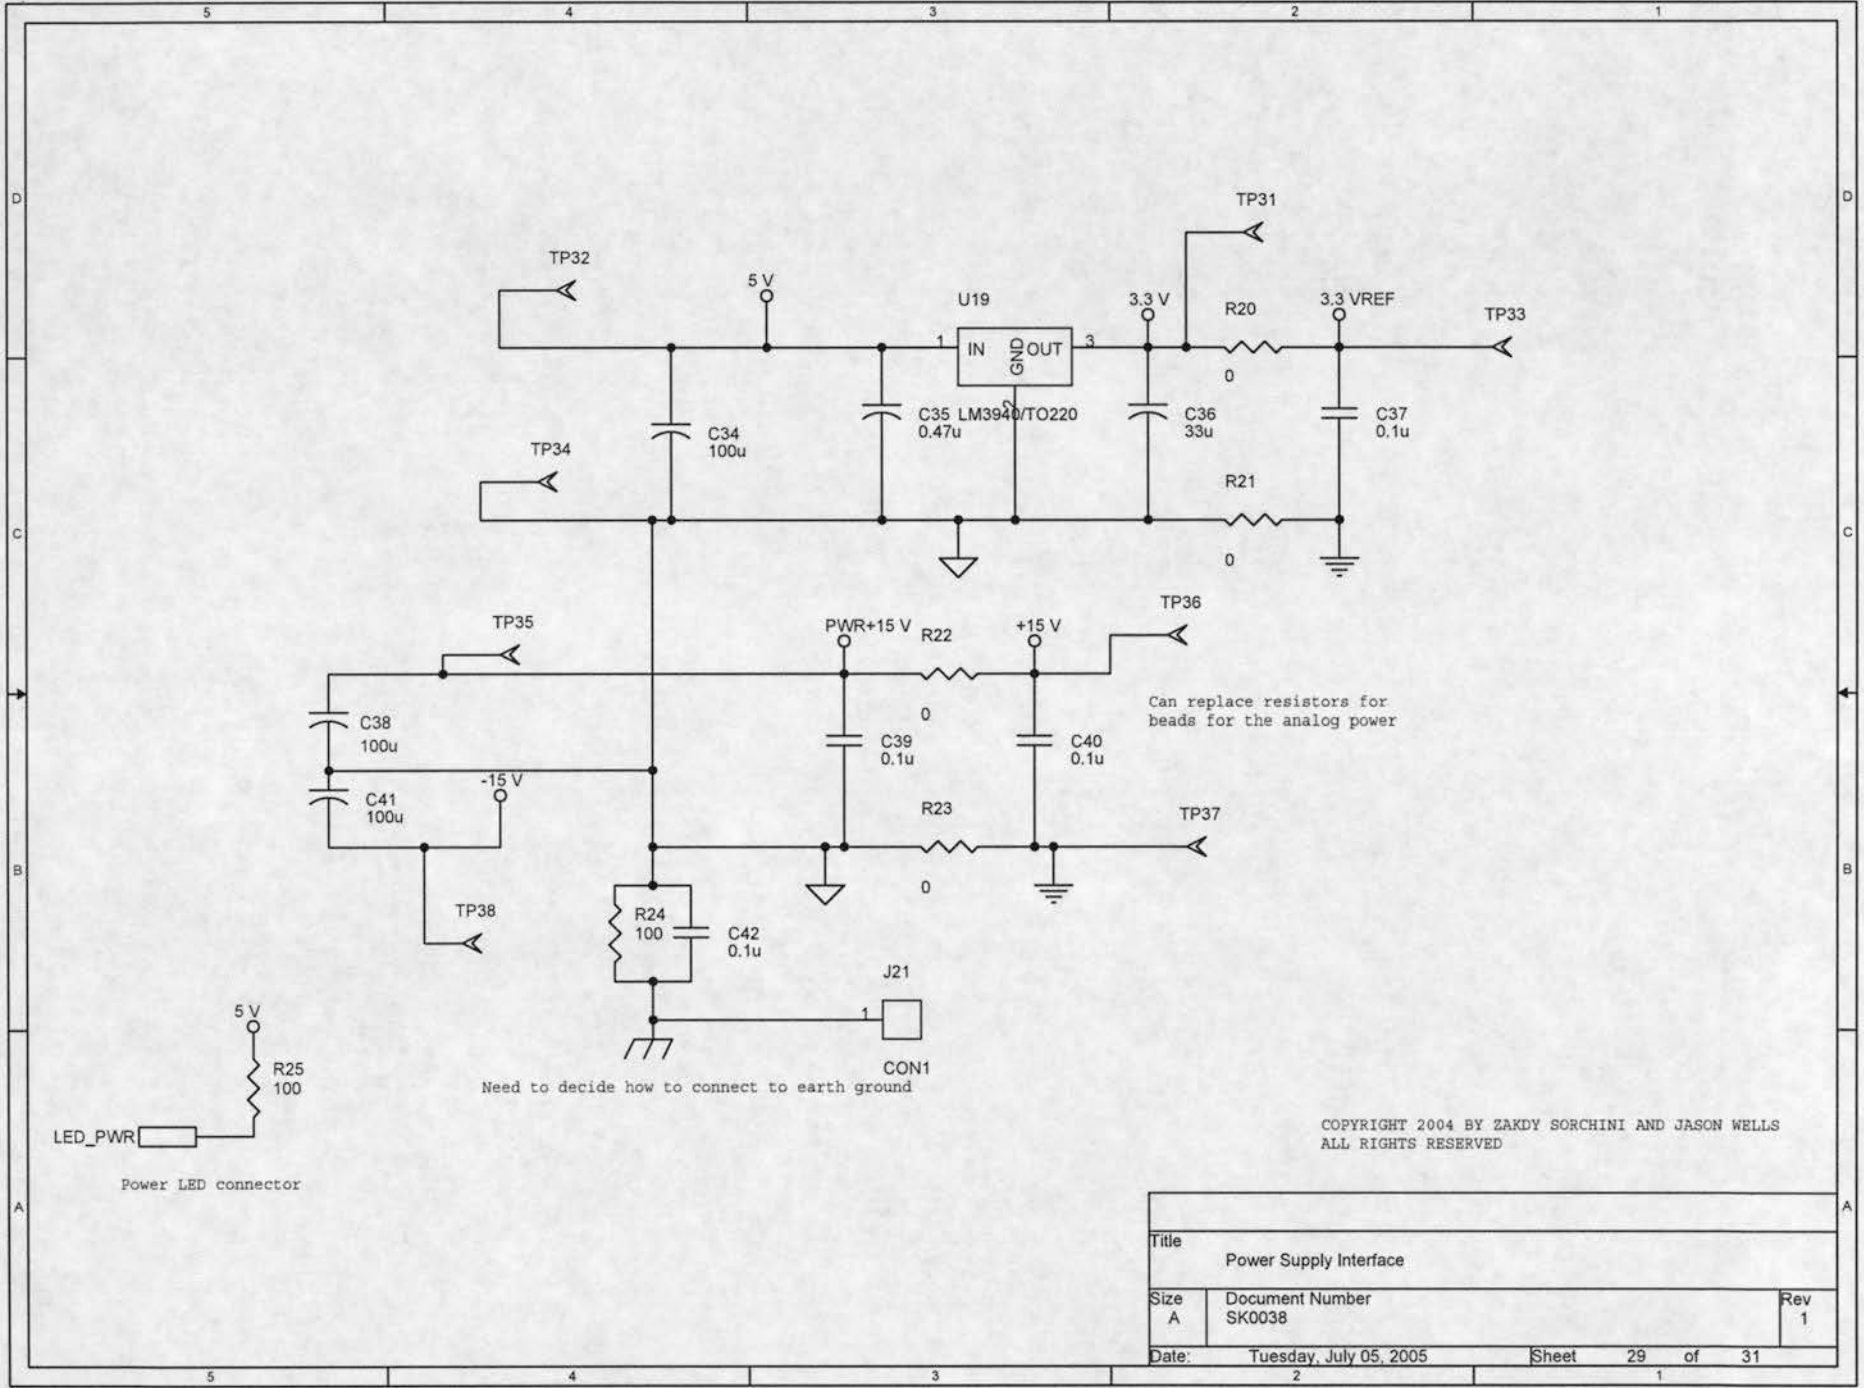 5 4 3 2 1
D D
TP31
TP32
5 V
U19
3.3 V
R20
3.3 VREF
TP33
1 IN GND OUT 3
0
2
C34
100u
C35
0.47u
LM3940/TO220
C36
33u
C37
0.1u
TP34
R21
0
C C
TP35
PWR+15 V
R22
+15 V
TP36
0
Can replace resistors for
beads for the analog power
C38
100u
C39
0.1u
C40
0.1u
-15 V
C41
100u
R23
TP37
0
B B
TP38
R24
100
C42
0.1u
J21
1
CON1
Need to decide how to connect to earth ground
5 V
R25
100
LED_PWR
Power LED connector
COPYRIGHT 2004 BY ZAKDY SORCHINI AND JASON WELLS
ALL RIGHTS RESERVED
A A
Title
Power Supply Interface
Size Document Number Rev
A SK0038 1
Date: Tuesday, July 05, 2005 Sheet 29 of 31
5 4 3 2 1